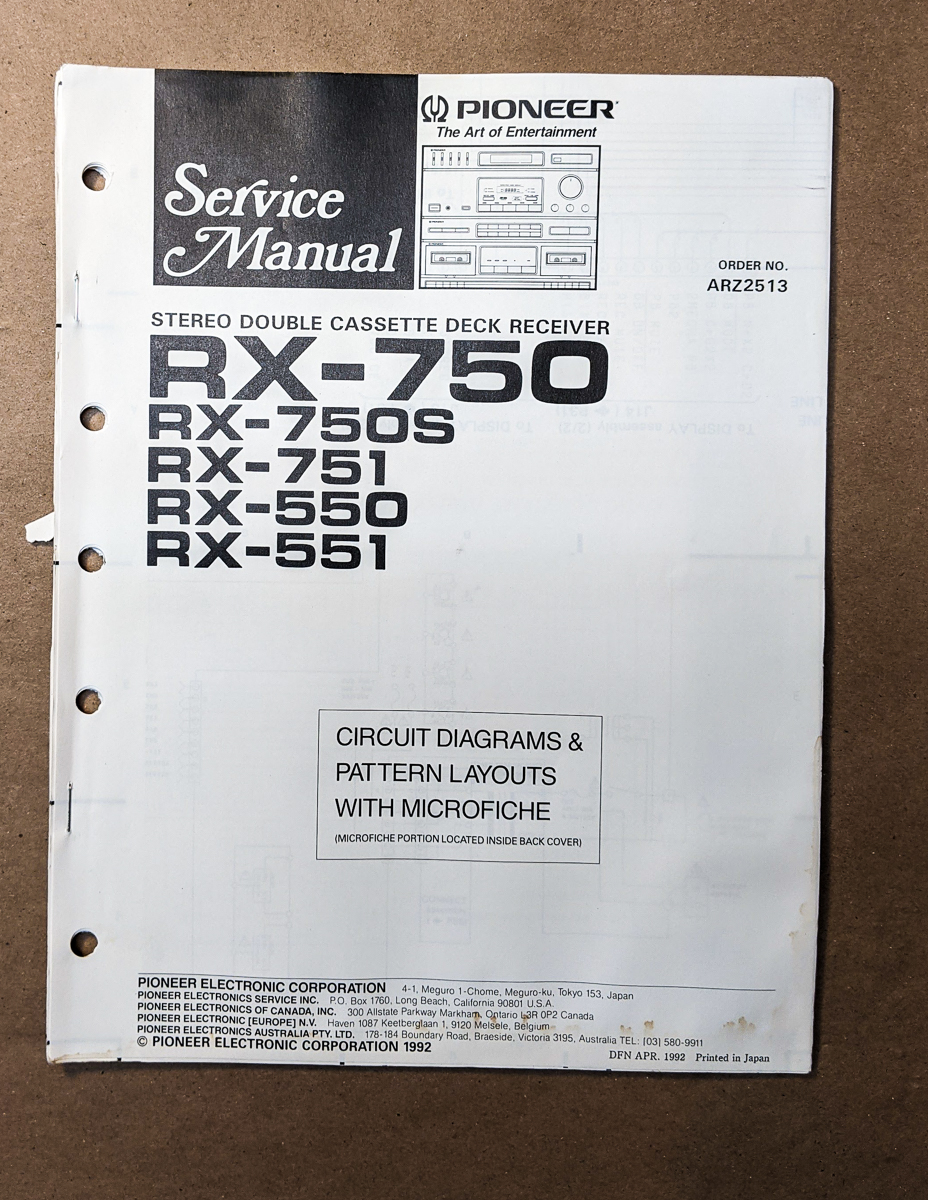 PIONEER
The Art of Entertainment
Service
Manual
ORDER NO.
ARZ2513
STEREO DOUBLE CASSETTE DECK RECEIVER
RX-750
RX-750S
RX-751
RX-550
RX-551
CIRCUIT DIAGRAMS &
PATTERN LAYOUTS
WITH MICROFICHE
(MICROFICHE PORTION LOCATED INSIDE BACK COVER)
PIONEER ELECTRONIC CORPORATION 4-1, Meguro 1-Chome, Meguro-ku, Tokyo 153, Japan
PIONEER ELECTRONICS SERVICE INC. P.O. Box 1760, Long Beach, California 90801 U.S.A.
PIONEER ELECTRONICS OF CANADA, INC. 300 Allstate Parkway Markham, Ontario L3R 0P2 Canada
PIONEER ELECTRONIC [EUROPE] N.V. Haven 1087 Keetberglaan 1, 9120 Melsele, Belgium
PIONEER ELECTRONICS AUSTRALIA PTY. LTD. 178-184 Boundary Road, Braeside, Victoria 3195, Australia TEL: [03] 580-9911
© PIONEER ELECTRONIC CORPORATION 1992
DFN APR. 1992 Printed in Japan